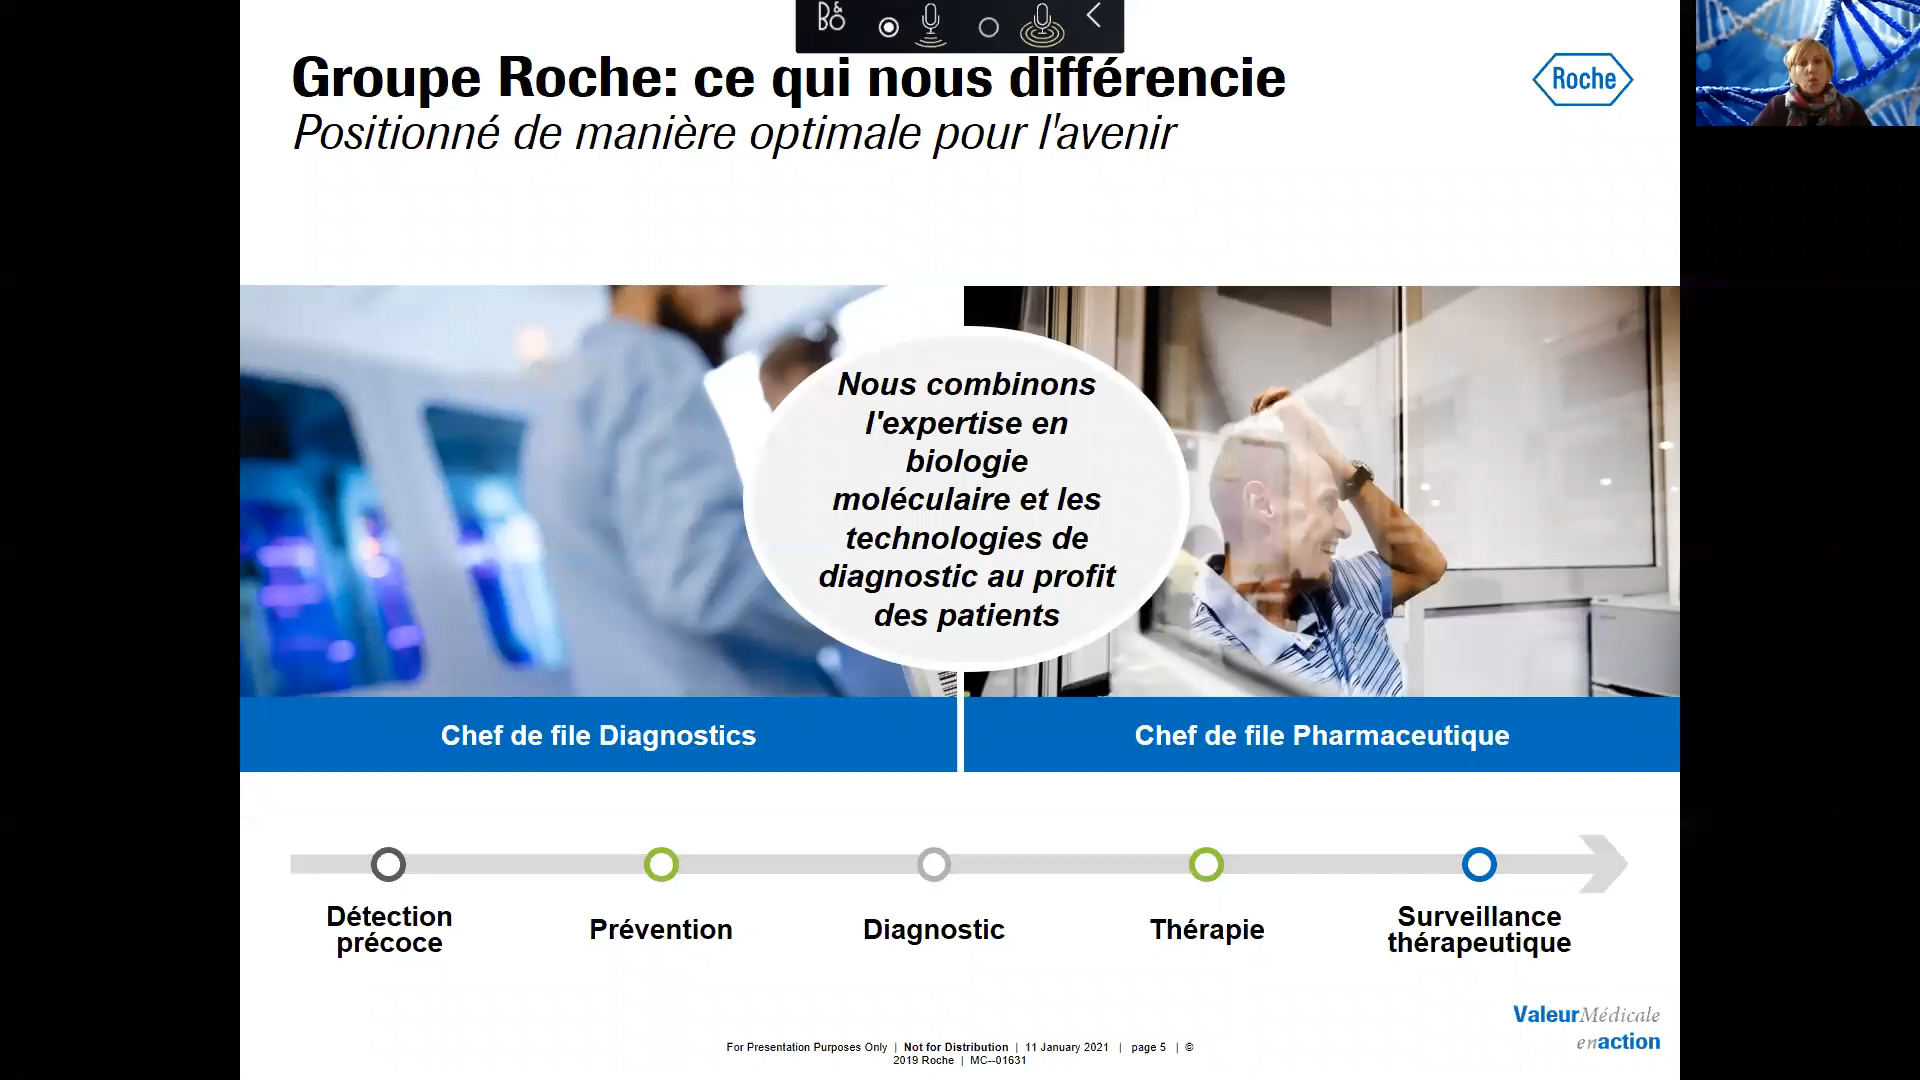 B&O
Groupe Roche: ce qui nous différencie
Roche
Positionné de manière optimale pour l'avenir
Nous combinons
l'expertise en
biologie
moléculaire et les
technologies de
diagnostic au profit
des patients
Chef de file Diagnostics
Chef de file Pharmaceutique
Détection
précoce
Prévention
Diagnostic
Thérapie
Surveillance
thérapeutique
ValeurMédicale
enaction
For Presentation Purposes Only | Not for Distribution | 11 January 2021 | page 5 | ©
2019 Roche | MC--01631